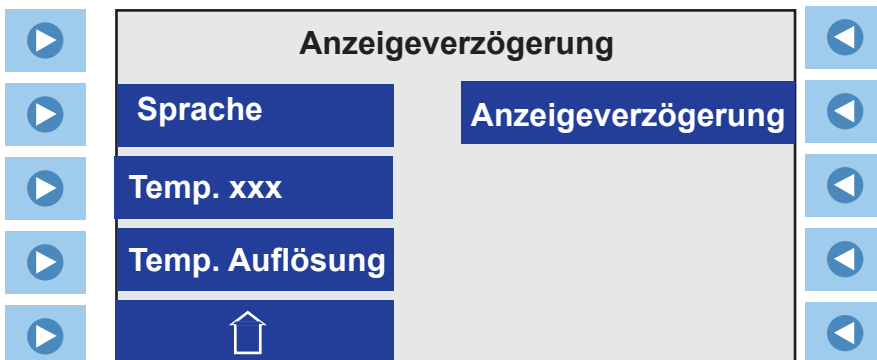 Anzeigeverzögerung
Sprache
Anzeigeverzögerung
Temp. xxx
Temp. Auflösung